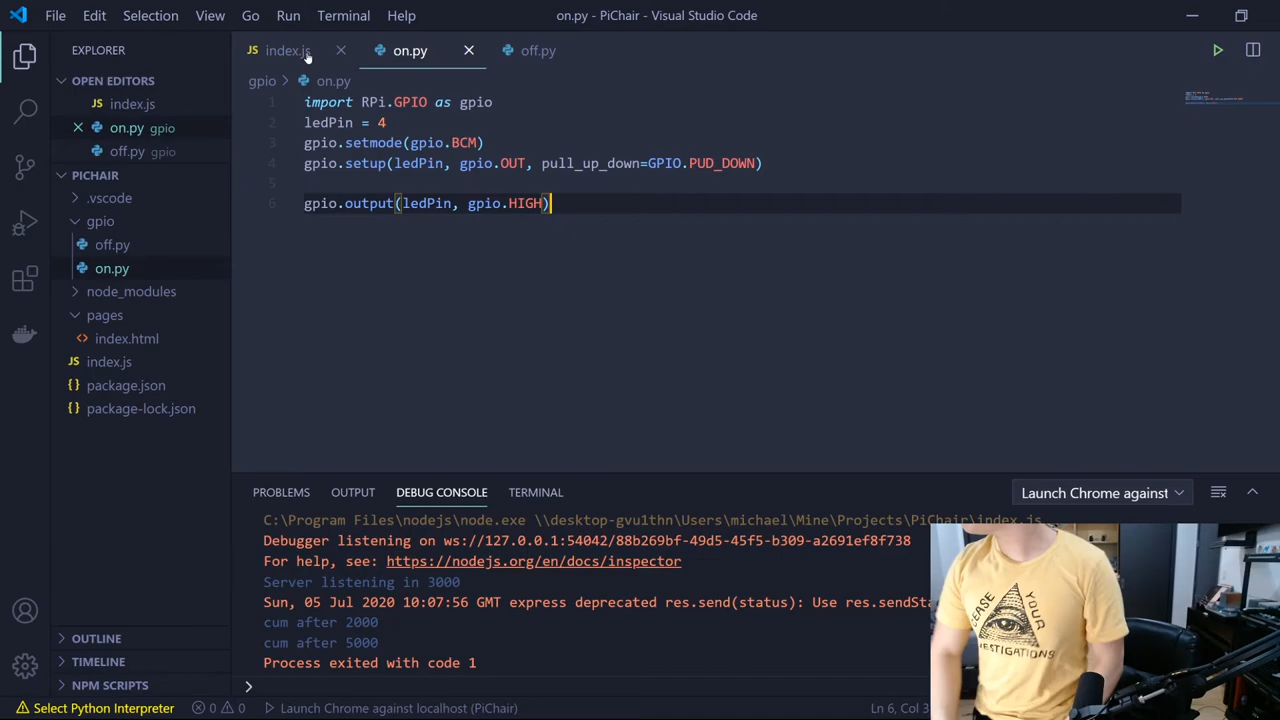 File Edit Selection View Go Run Terminal Help on.py - PiChair - Visual Studio Code
EXPLORER
OPEN EDITORS
index.js
on.py gpio
off.py gpio
PICHAIR
.vscode
gpio
off.py
on.py
node_modules
pages
index.html
JS index.js
{} package.json
{} package-lock.json
OUTLINE
TIMELINE
NPM SCRIPTS
JS index.js on.py off.py
gpio > on.py
1 import RPi.GPIO as gpio
2 ledPin = 4
3 gpio.setmode(gpio.BCM)
4 gpio.setup(ledPin, gpio.OUT, pull_up_down=GPIO.PUD_DOWN)
5
6 gpio.output(ledPin, gpio.HIGH)
PROBLEMS OUTPUT DEBUG CONSOLE TERMINAL Launch Chrome against
C:\Program Files\nodejs\node.exe \\desktop-gvu1thn\Users\michael\Mine\Projects\PiChair\index.js
Debugger listening on ws://127.0.0.1:54042/88b269bf-49d5-45f5-b309-a2691ef8f738
For help, see: https://nodejs.org/en/docs/inspector
Server listening in 3000
Sun, 05 Jul 2020 10:07:56 GMT express deprecated res.send(status): Use res.sendSta
cum after 2000
cum after 5000
Process exited with code 1
>
CEASE YOUR
INVESTIGATIONS
Select Python Interpreter 0 0 Launch Chrome against localhost (PiChair) Ln 6, Col 3